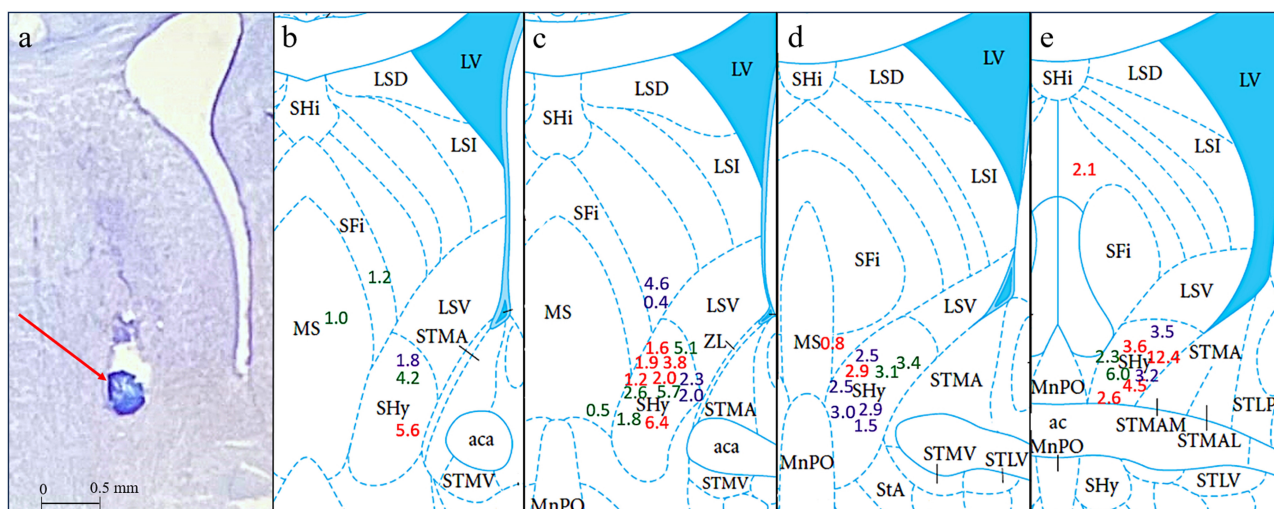 a
0
0.5 mm
b
LV
LSD
SHi
LSI
SFi
1.2
LSV
MS
1.0
STMA
1.8
4.2
SHy
5.6
aca
STMV
c
LV
LSD
SHi
LSI
SFi
4.6
0.4
LSV
MS
ZL
1.6
5.1
1.9
3.8
1.2
2.0
2.3
2.6
5.7
2.0
SHy
0.5
STMA
1.8
6.4
aca
STMV
MnPO
d
LV
SHi
LSD
LSI
SFi
LSV
MS
0.8
2.5
3.4
2.9
3.1
STMA
2.5
SHy
3.0
2.9
1.5
MnPO
STMV
STLV
StA
e
SHi
LSD
LV
LSI
2.1
SFi
LSV
3.5
3.6
STMA
2.3
SHy
12.4
6.0
3.2
MnPO
4.5
2.6
STLP
ac
STMAM
MnPO
STMAL
SHy
STLV